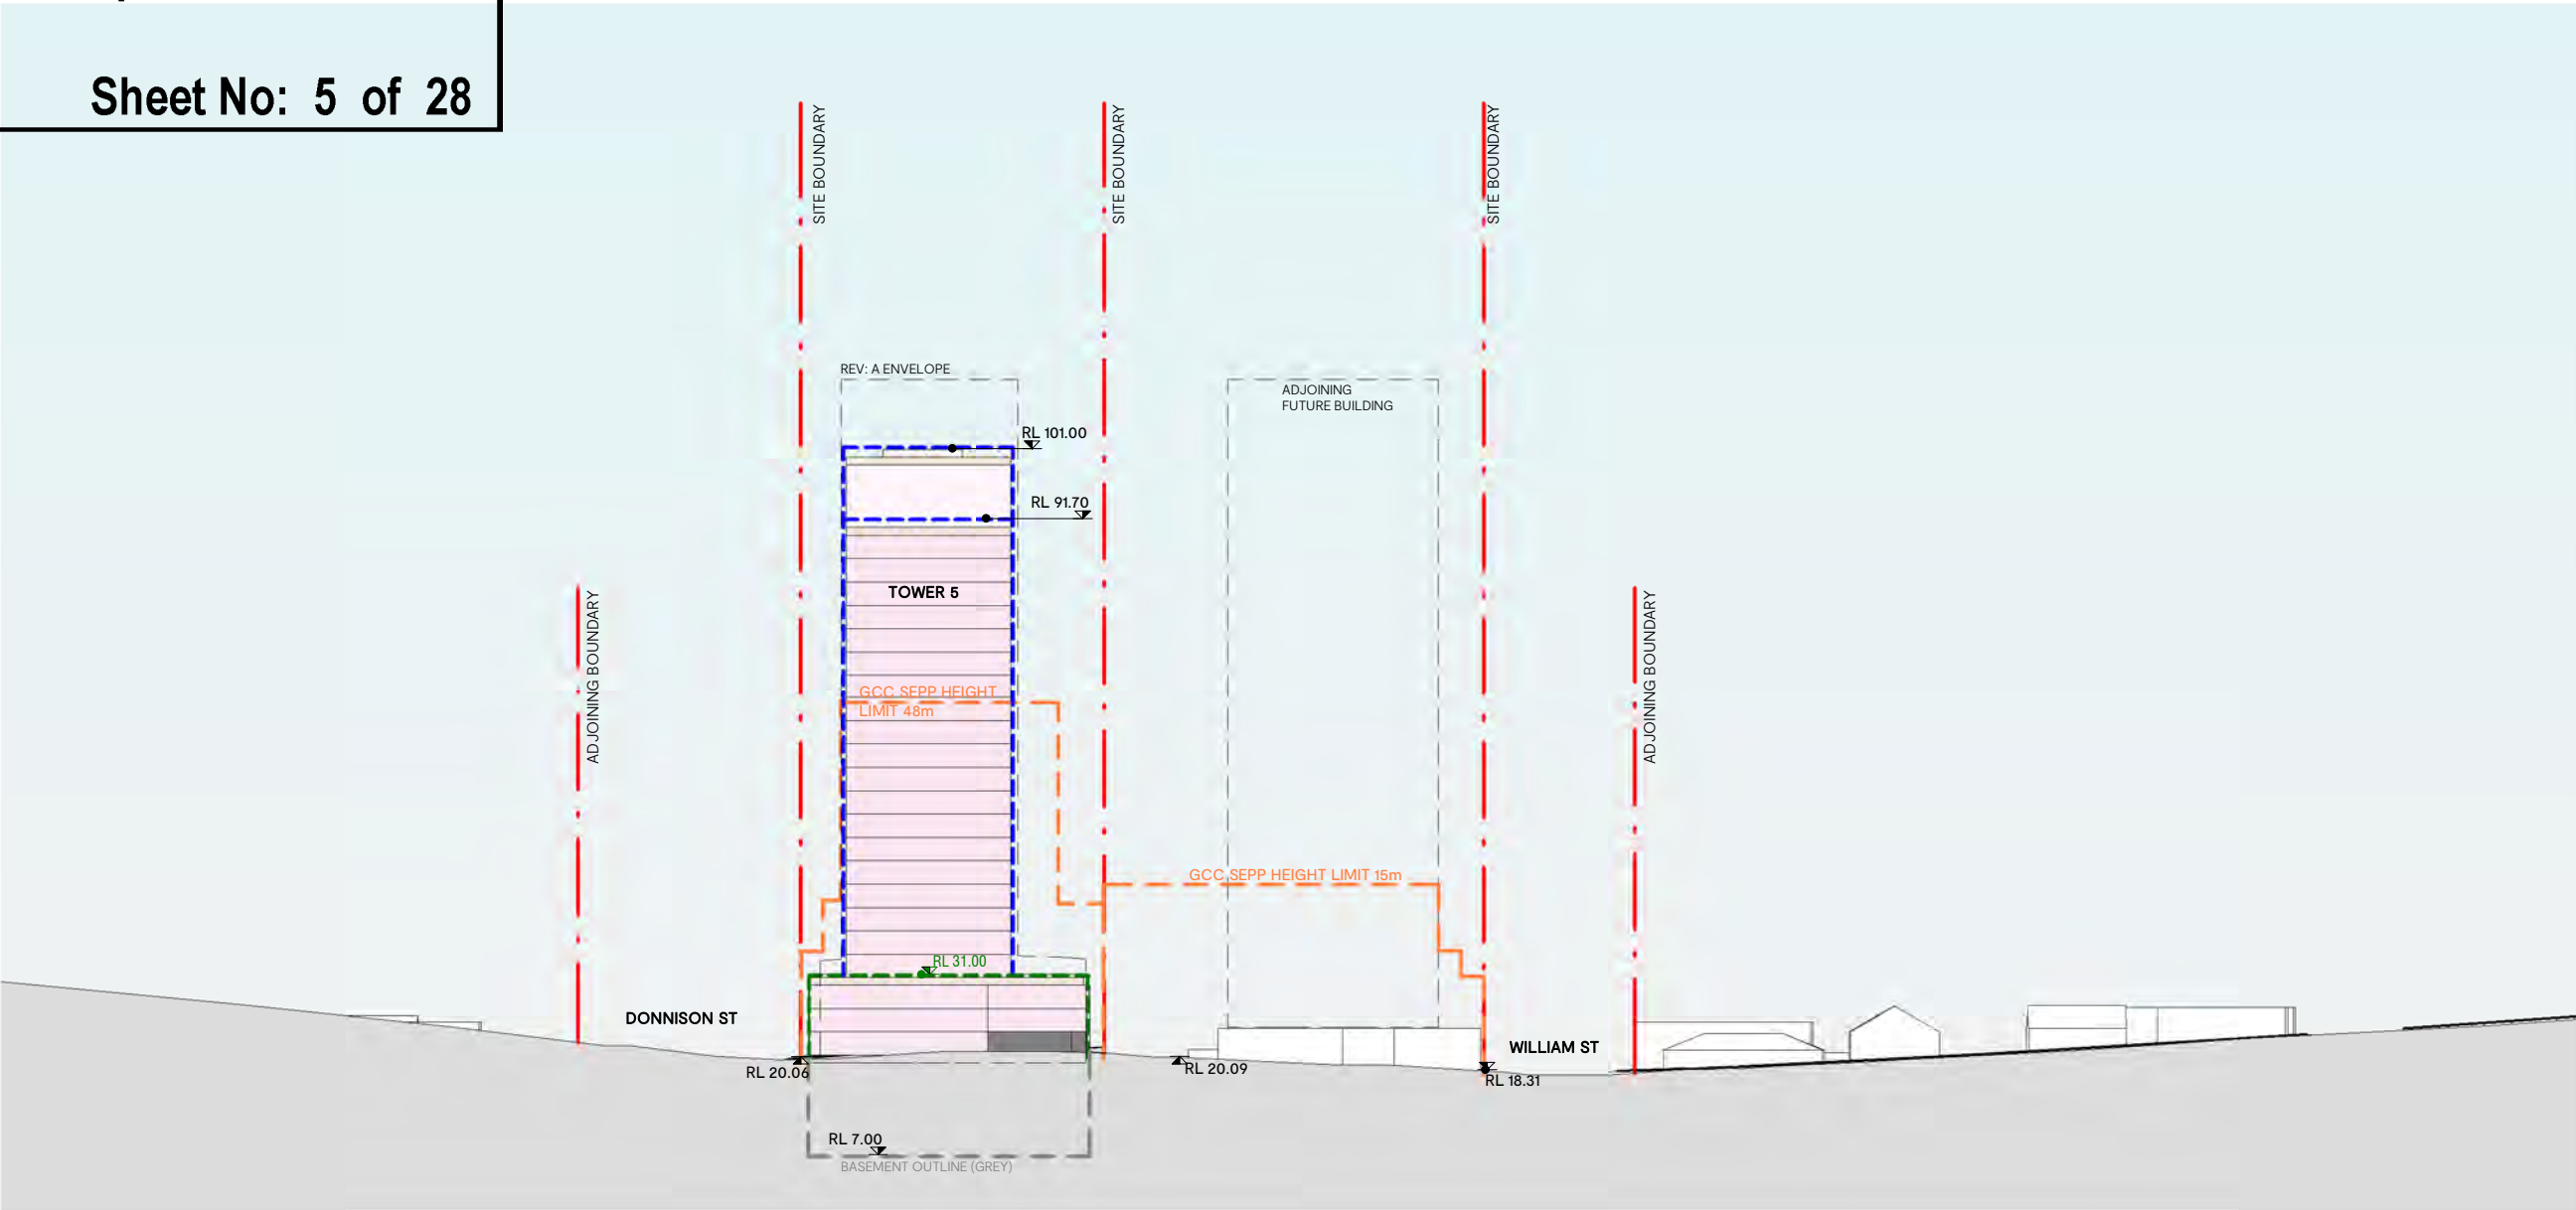 Sheet No: 5 of 28
SITE BOUNDARY
SITE BOUNDARY
SITE BOUNDARY
REV: A ENVELOPE
ADJOINING
FUTURE BUILDING
RL 101.00
RL 91.70
TOWER 5
ADJOINING BOUNDARY
ADJOINING BOUNDARY
GCC SEPP HEIGHT
LIMIT 48m
GCC SEPP HEIGHT LIMIT 15m
RL 31.00
DONNISON ST
WILLIAM ST
RL 20.06
RL 20.09
RL 18.31
RL 7.00
BASEMENT OUTLINE (GREY)